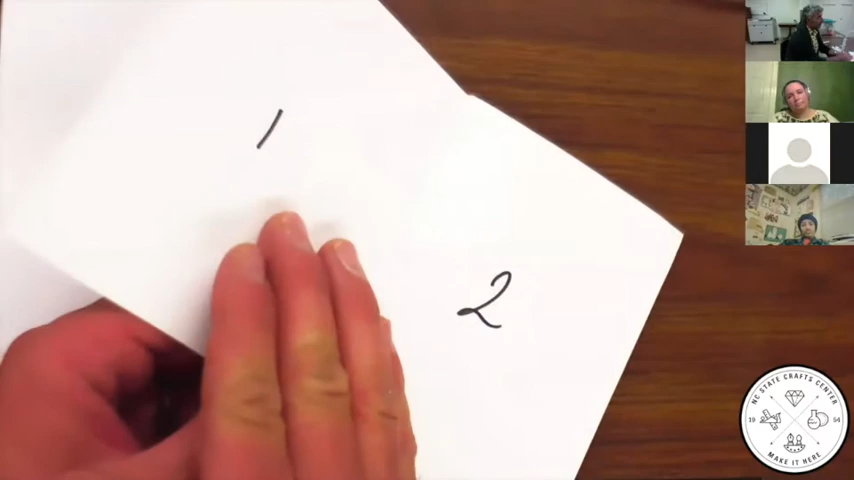 1
2
NC STATE CRAFTS CENTER
19 54
MAKE IT HERE